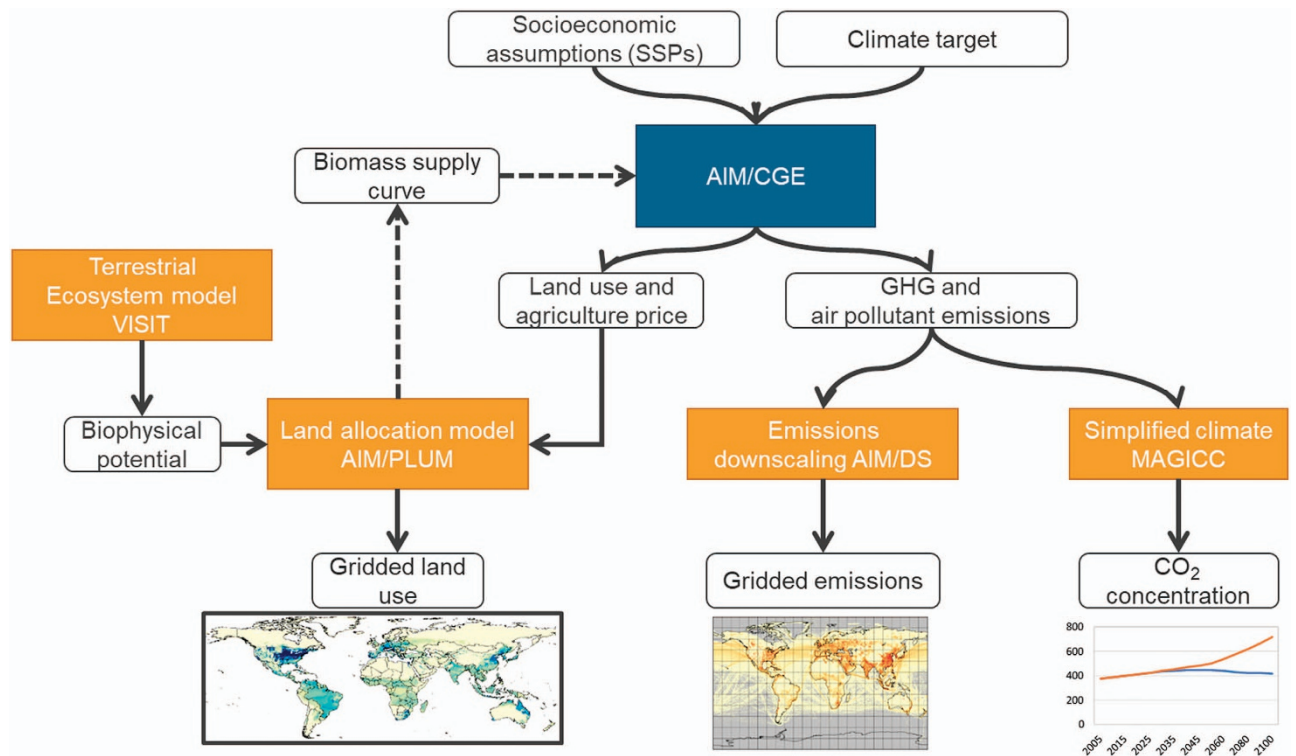 Socioeconomic
assumptions (SSPs)
Climate target
Biomass supply
curve
AIM/CGE
Terrestrial
Ecosystem model
VISIT
Land use and
agriculture price
GHG and
air pollutant emissions
Biophysical
potential
Land allocation model
AIM/PLUM
Emissions
downscaling AIM/DS
Simplified climate
MAGICC
Gridded land
use
Gridded emissions
CO₂
concentration
800
600
400
200
0
2005
2015
2025
2035
2045
2060
2080
2100